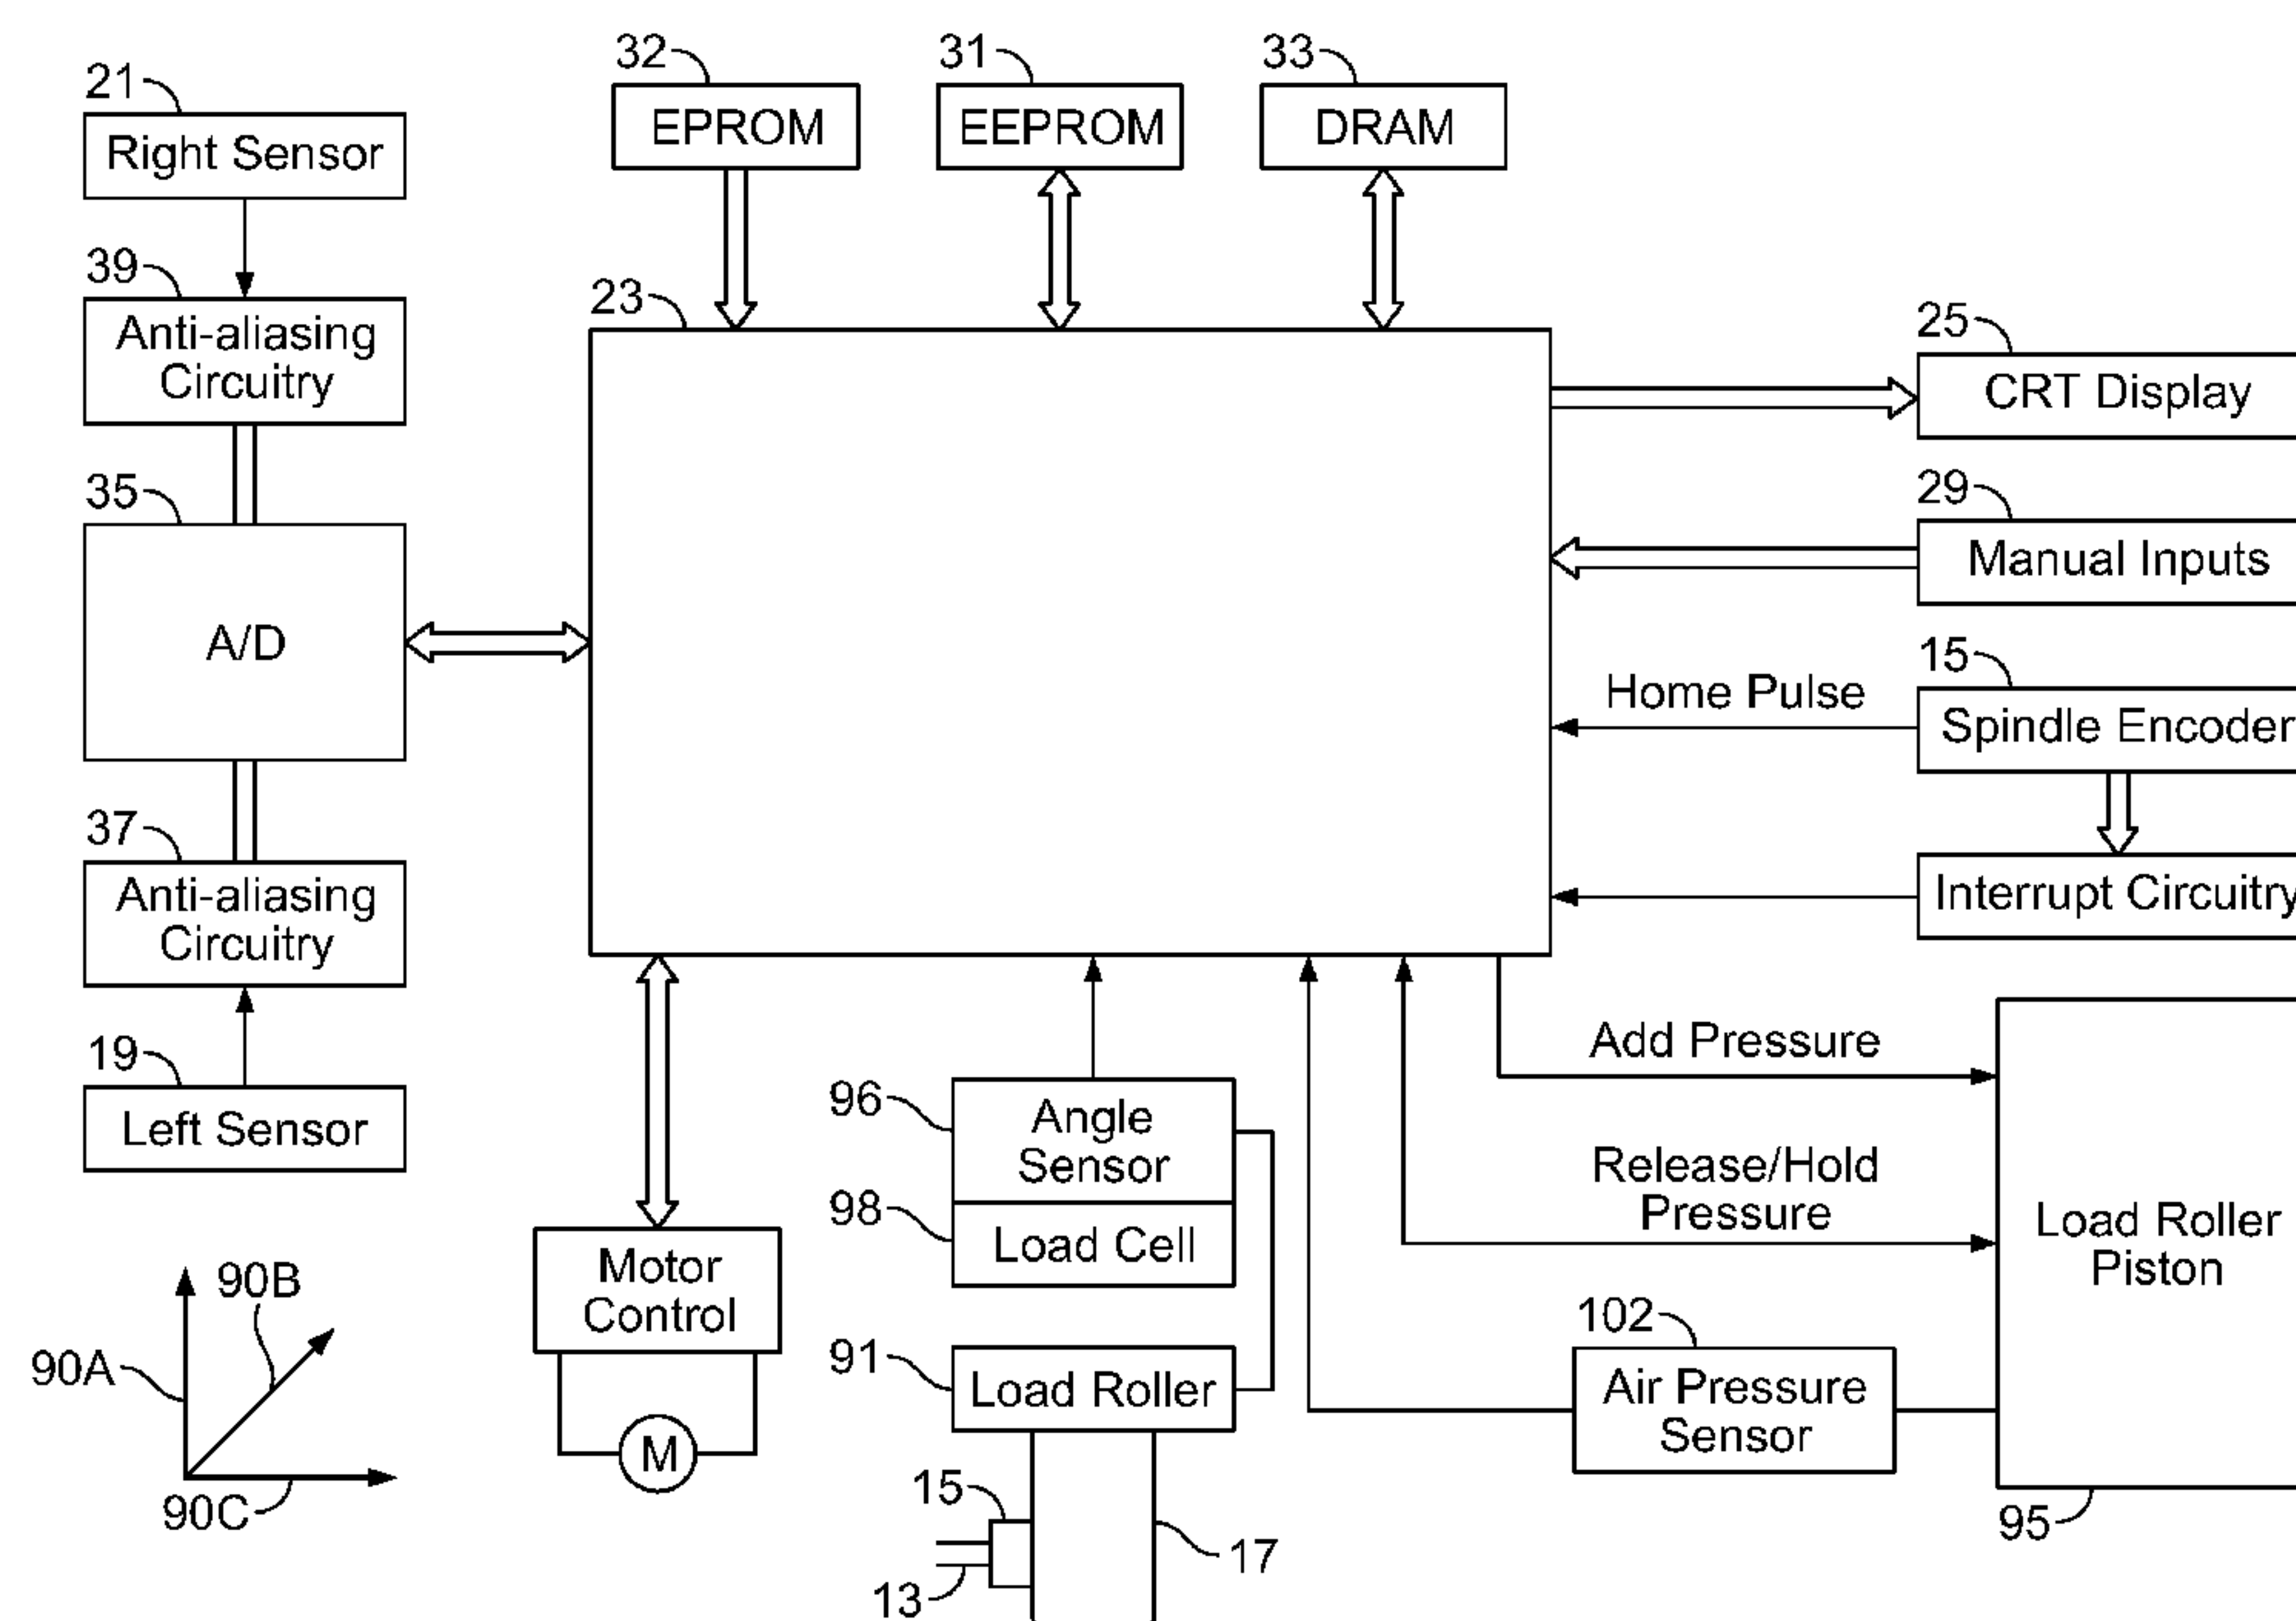 32
31
33
21
EPROM
EEPROM
DRAM
Right Sensor
39
23
Anti-aliasing
Circuitry
25
CRT Display
35
29
A/D
Manual Inputs
15
Home Pulse
Spindle Encoder
37
Anti-aliasing
Circuitry
Interrupt Circuitry
19
Left Sensor
Add Pressure
96
Angle
Sensor
Release/Hold
Pressure
98
Load Cell
Load Roller
Piston
Motor
Control
90B
90A
90C
102
91
Load Roller
Air Pressure
Sensor
M
15
95
17
13